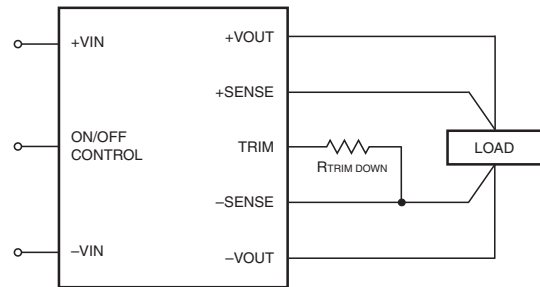 +VIN
ON/OFF
CONTROL
–VIN
+VOUT
+SENSE
TRIM
–SENSE
–VOUT
RTRIM DOWN
LOAD